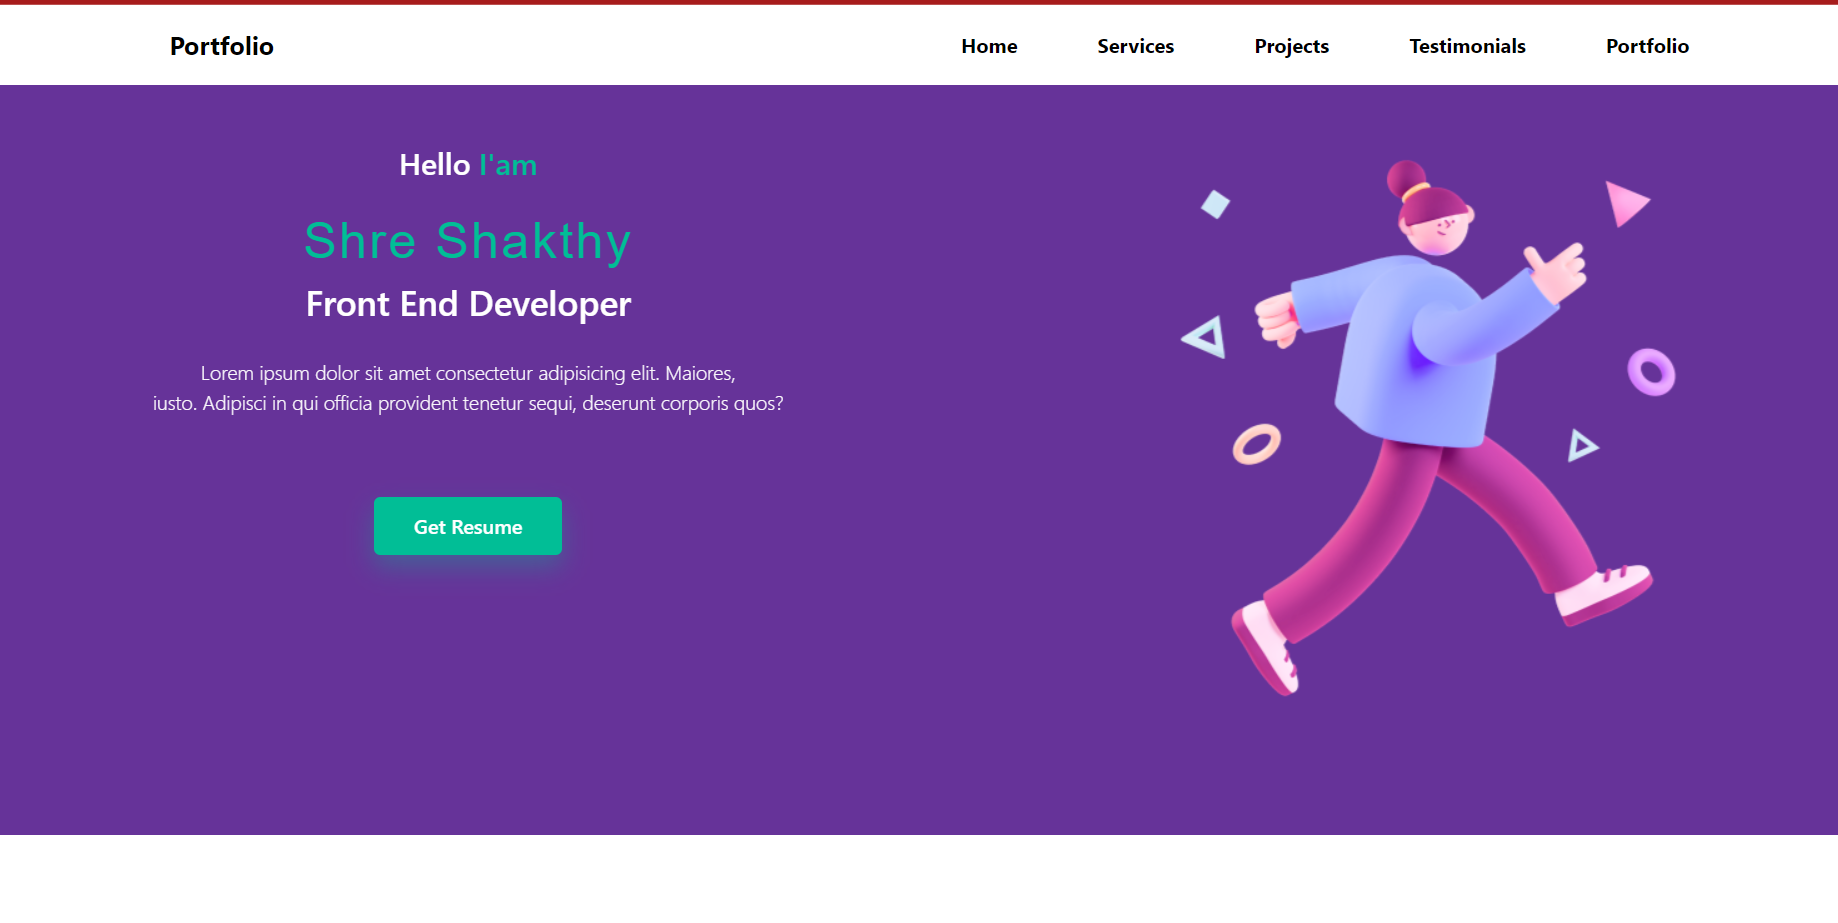 Portfolio
Home Services Projects Testimonials Portfolio
Hello I'am
Shre Shakthy
Front End Developer
Lorem ipsum dolor sit amet consectetur adipisicing elit. Maiores,
iusto. Adipisci in qui officia provident tenetur sequi, deserunt corporis quos?
Get Resume